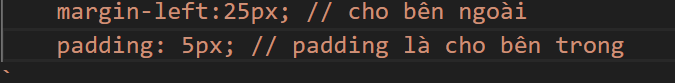 margin-left:25px; // cho bên ngoài
padding: 5px; // padding là cho bên trong
`